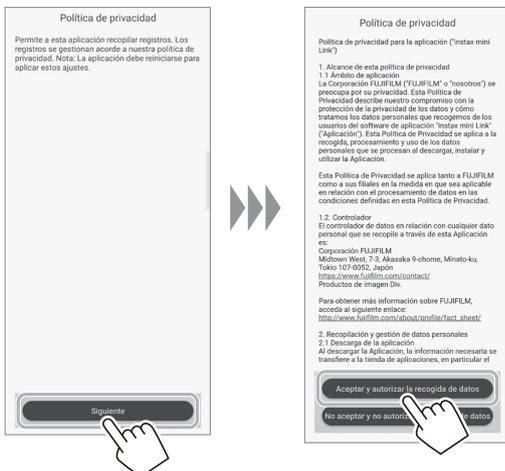 Política de privacidad
Permite a esta aplicación recopilar registros. Los
registros se gestionan acorde a nuestra política de
privacidad. Nota: La aplicación debe reiniciarse para
aplicar estos ajustes.
Siguiente
Política de privacidad
Política de privacidad para la aplicación ("instax mini
Link")
1. Alcance de esta política de privacidad
1.1 Ámbito de aplicación
La Corporación FUJIFILM ("FUJIFILM" o "nosotros") se
preocupa por su privacidad. Esta Política de
Privacidad describe nuestro compromiso con la
protección de la privacidad de los datos y cómo
tratamos los datos personales que recogemos de los
usuarios del software de aplicación "instax mini Link"
("Aplicación"). Esta Política de Privacidad se aplica a la
recogida, procesamiento y uso de los datos
personales que se procesan al descargar, instalar y
utilizar la Aplicación.
Esta Política de Privacidad se aplica tanto a FUJIFILM
como a sus filiales en la medida en que sea aplicable
en relación con el procesamiento de datos en las
condiciones definidas en esta Política de Privacidad.
1.2. Controlador
El controlador de datos en relación con cualquier dato
personal que se recopile a través de esta Aplicación
es:
Corporación FUJIFILM
Midtown West, 7-3, Akasaka 9-chome, Minato-ku,
Tokio 107-0052, Japón
https://www.fujifilm.com/contact/
Productos de imagen Div.
Para obtener más información sobre FUJIFILM,
acceda al siguiente enlace:
http://www.fujifilm.com/about/profile/fact_sheet/
2. Recopilación y gestión de datos personales
2.1 Descarga de la aplicación
Al descargar la Aplicación, la información necesaria se
transfiere a la tienda de aplicaciones, en particular el
Aceptar y autorizar la recogida de datos
No aceptar y no de datos